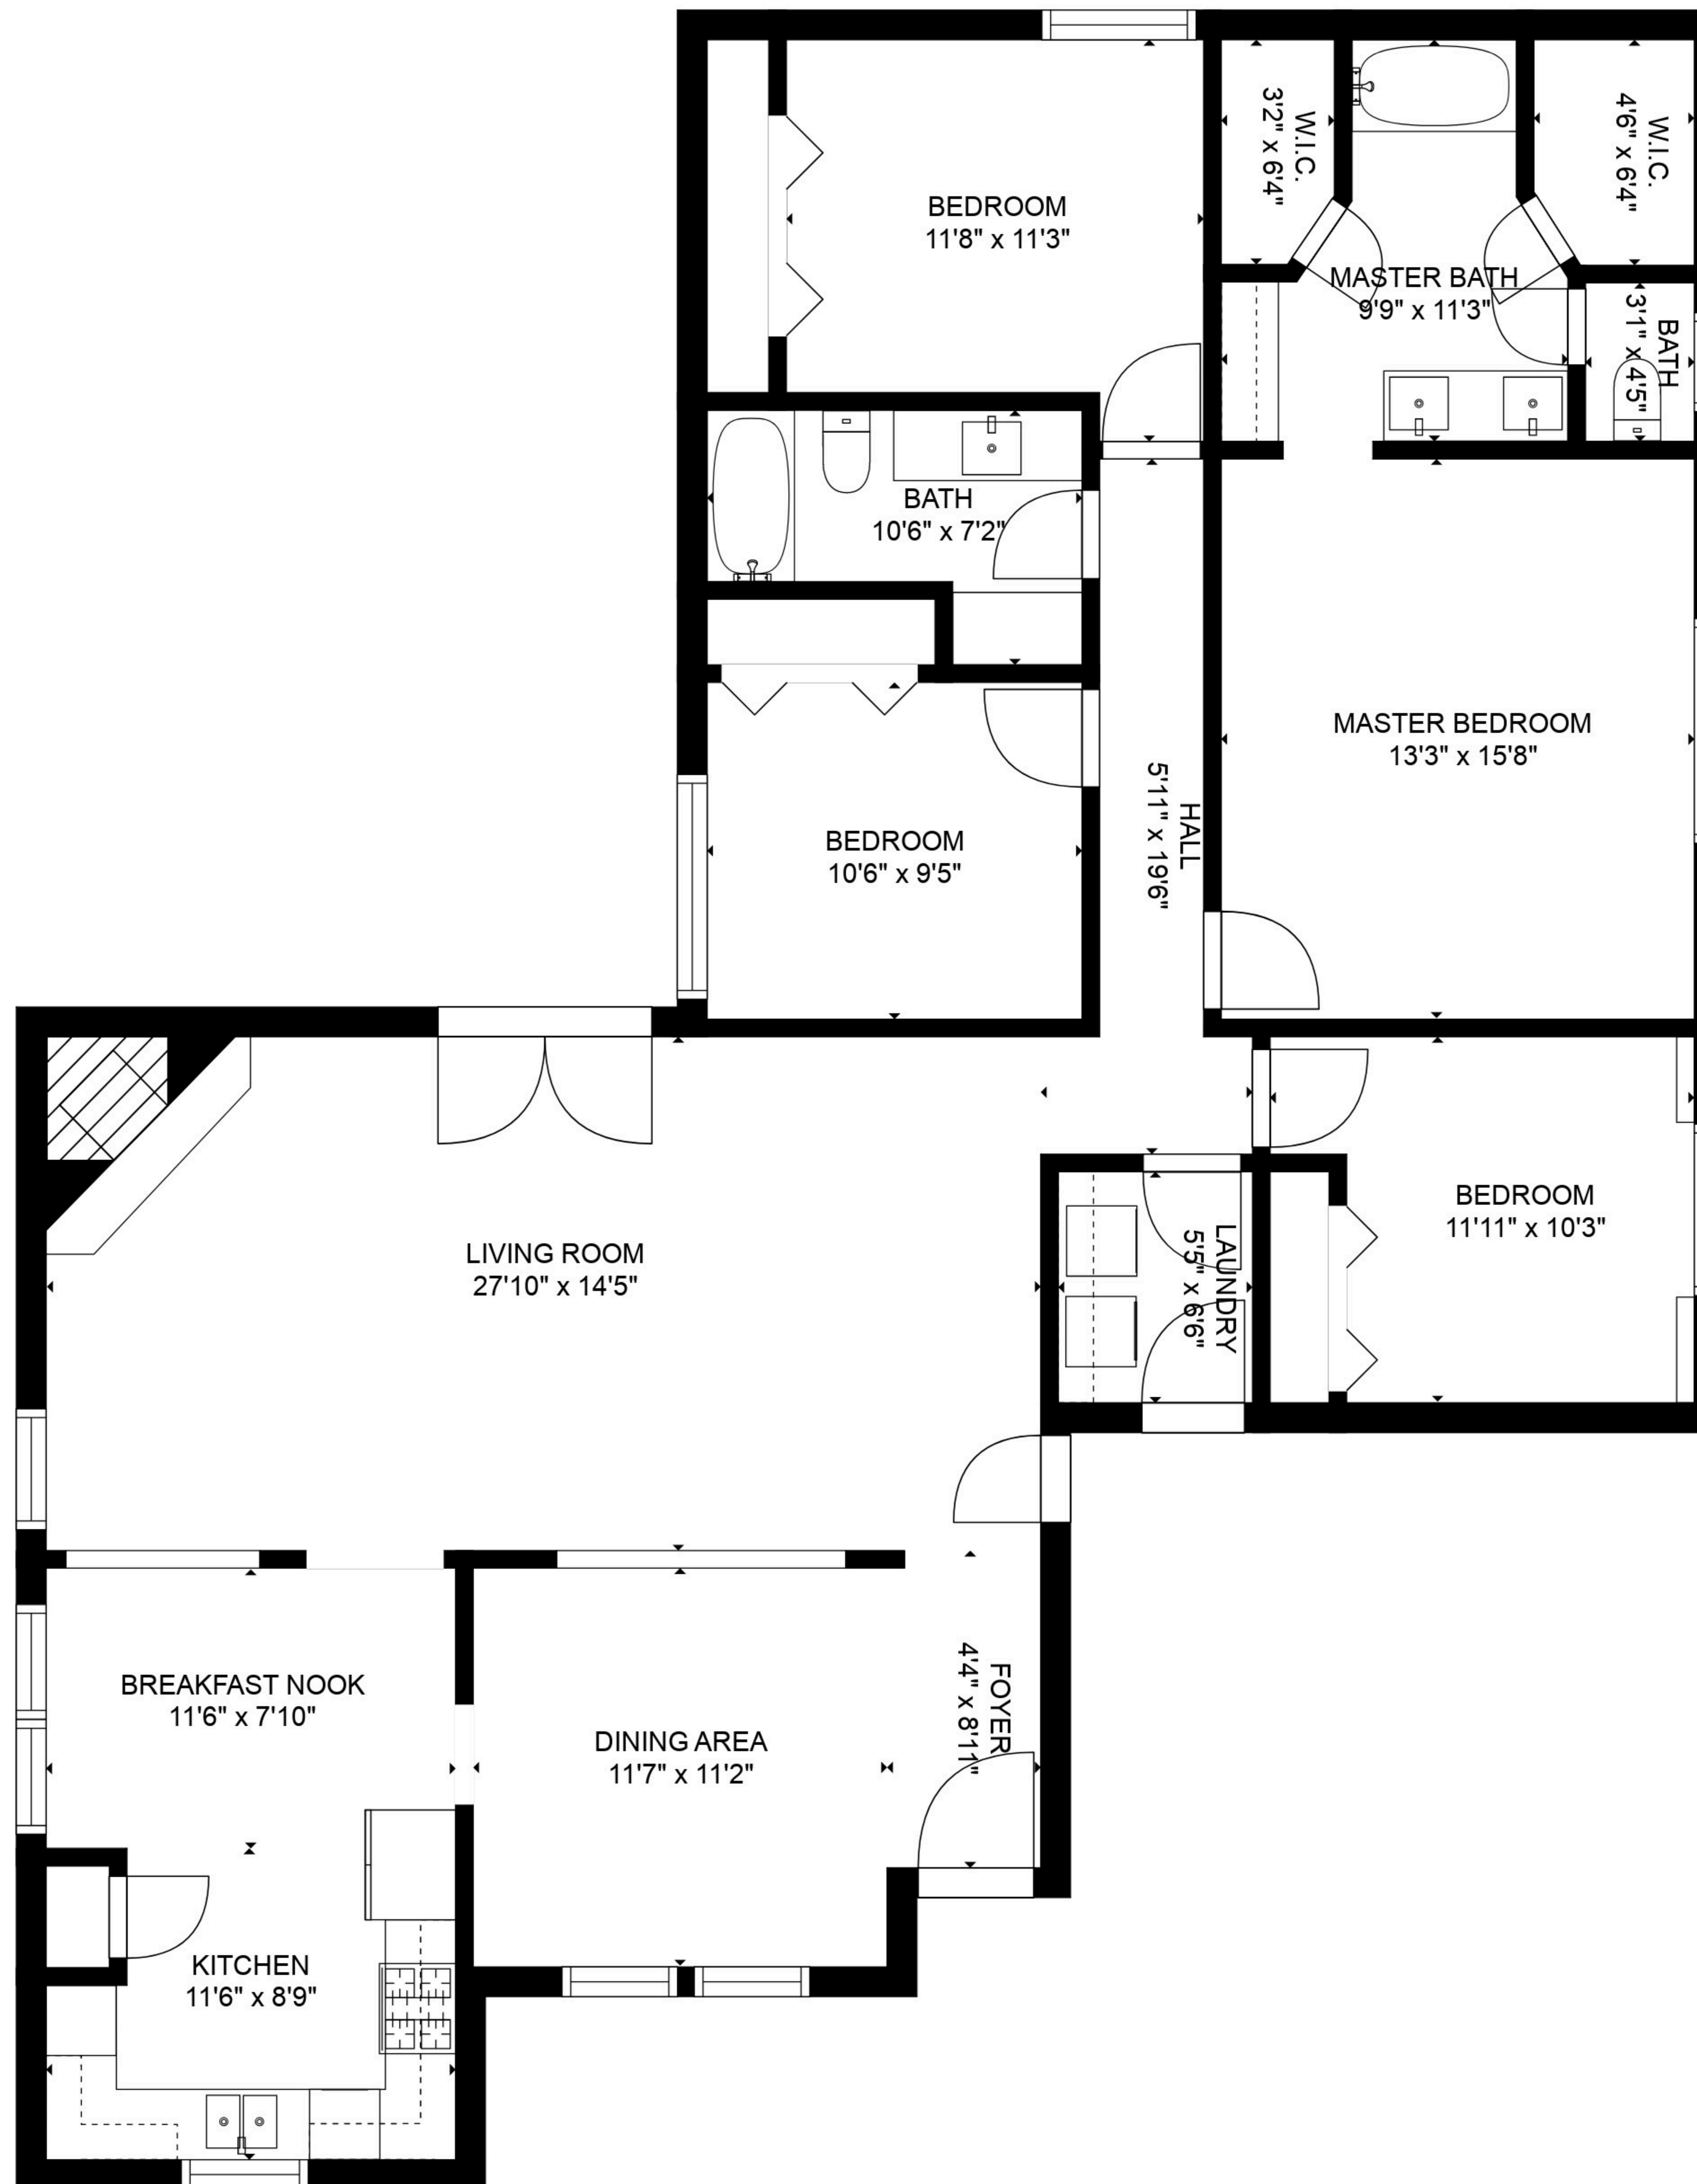 BEDROOM
11'8" x 11'3"
W.I.C.
3'2" x 6'4"
W.I.C.
4'6" x 6'4"
MASTER BATH
9'9" x 11'3"
BATH
3'1" x 4'5"
BATH
10'6" x 7'2"
MASTER BEDROOM
13'3" x 15'8"
HALL
5'11" x 19'6"
BEDROOM
10'6" x 9'5"
BEDROOM
11'11" x 10'3"
LAUNDRY
5'5" x 6'6"
LIVING ROOM
27'10" x 14'5"
BREAKFAST NOOK
11'6" x 7'10"
DINING AREA
11'7" x 11'2"
FOYER
4'4" x 8'11"
KITCHEN
11'6" x 8'9"